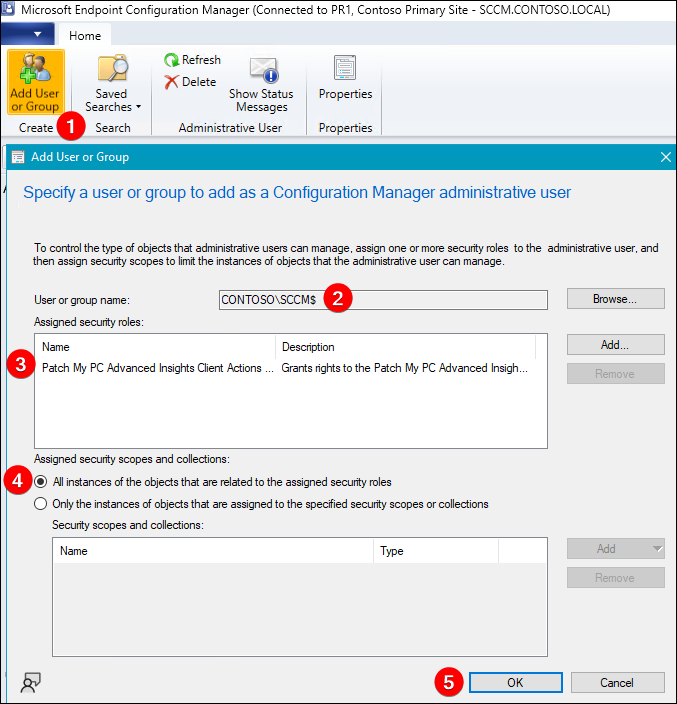 Microsoft Endpoint Configuration Manager (Connected to PR1, Contoso Primary Site - SCCM.CONTOSO.LOCAL)
Home
Add User
or Group
Saved
Searches
Refresh
Delete
Show Status
Messages
Properties
Create
1
Search
Administrative User
Properties
Add User or Group
Specify a user or group to add as a Configuration Manager administrative user
To control the type of objects that administrative users can manage, assign one or more security roles to the administrative user, and
then assign security scopes to limit the instances of objects that the administrative user can manage.
User or group name:
CONTOSO\SCCM$
2
Browse...
Assigned security roles:
Name
Description
Add...
3
Patch My PC Advanced Insights Client Actions ...
Grants rights to the Patch My PC Advanced Insigh...
Remove
Assigned security scopes and collections:
4
All instances of the objects that are related to the assigned security roles
Only the instances of objects that are assigned to the specified security scopes or collections
Security scopes and collections:
Name
Type
Add
Remove
5
OK
Cancel